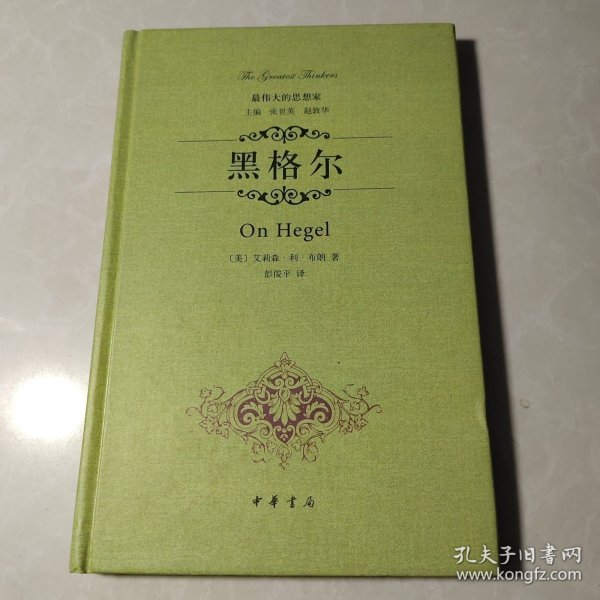 The Greatest Thinkers
最伟大的思想家
主编 张世英 赵敦华
黑格尔
On Hegel
〔美〕艾莉森·利·布朗 著
彭俊平 译
中華書局
孔夫子旧书网
www.kongfz.com